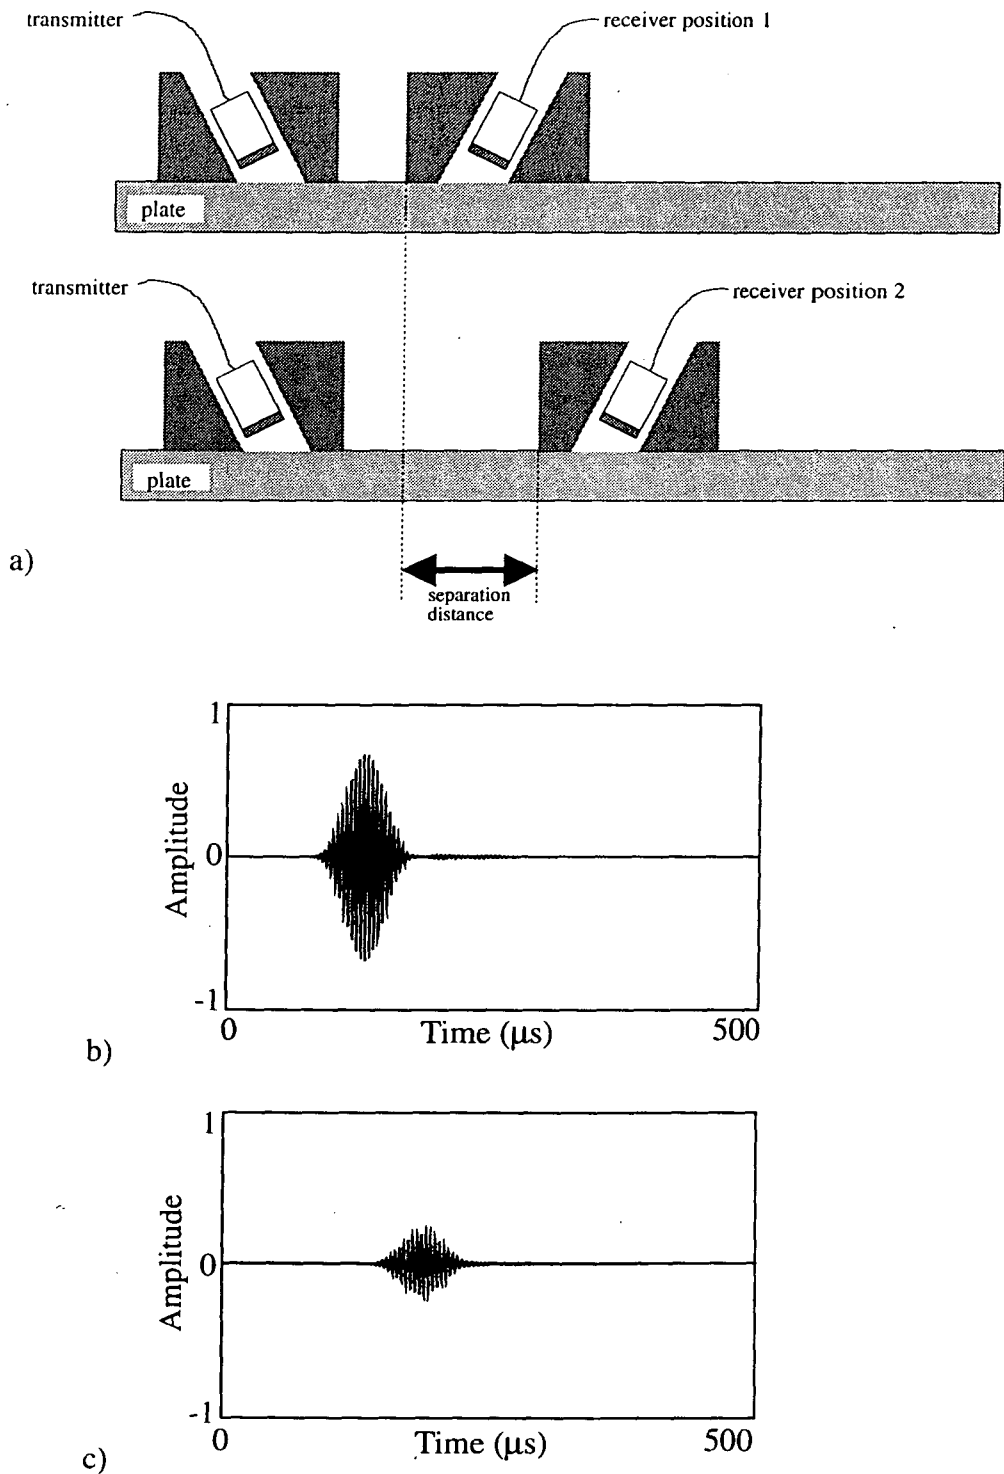 transmitter
receiver position 1
plate
transmitter
receiver position 2
plate
a)
separation
distance
1
Amplitude
0
-1
0
Time (μs)
500
b)
1
Amplitude
0
-1
0
Time (μs)
500
c)